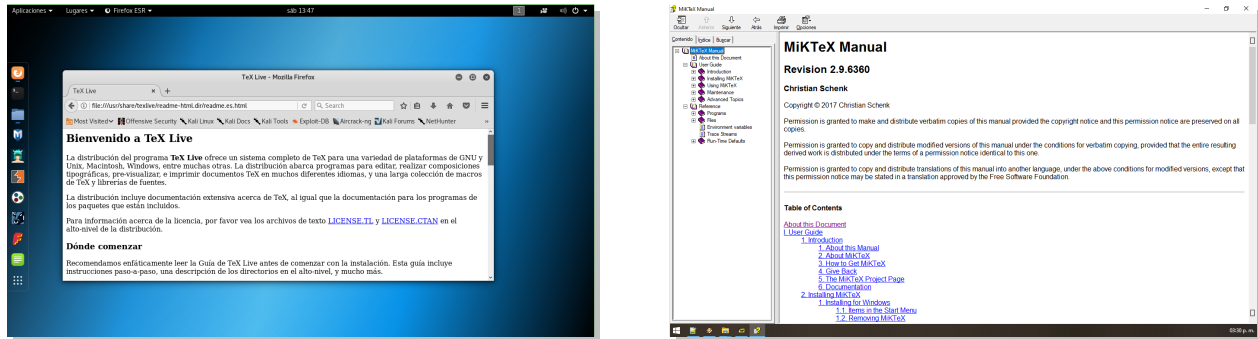 Aplicaciones Lugares Firefox ESR sáb 13:47 1
TeX Live - Mozilla Firefox
TeX Live × +
file:///usr/share/texlive/readme-html.dir/readme.es.html Search
Most Visited Offensive Security Kali Linux Kali Docs Kali Tools Exploit-DB Aircrack-ng Kali Forums NetHunter »
Bienvenido a TeX Live
La distribución del programa TeX Live ofrece un sistema completo de TeX para una variedad de plataformas de GNU y
Unix, Macintosh, Windows, entre muchas otras. La distribución abarca programas para editar, realizar composiciones
tipográficas, pre-visualizar, e imprimir documentos TeX en muchos diferentes idiomas, y una larga colección de macros
de TeX y librerias de fuentes.
La distribución incluye documentación extensiva acerca de TeX, al igual que la documentación para los programas de
los paquetes que están incluidos.
Para información acerca de la licencia, por favor vea los archivos de texto LICENSE.TL y LICENSE.CTAN en el
alto-nivel de la distribución.
Dónde comenzar
Recomendamos enfáticamente leer la Guía de TeX Live antes de comenzar con la instalación. Esta guía incluye
instrucciones paso-a-paso, una descripción de los directorios en el alto-nivel, y mucho más.
MiKTeX Manual
Ocultar Anterior Siguiente Atrás Imprimir Opciones
Contenido Índice Buscar
MiKTeX Manual
About this Document
User Guide
Introduction
Installing MiKTeX
Using MiKTeX
Maintenance
Advanced Topics
Reference
Programs
Files
Environment variables
Trace Streams
Run-Time Defaults
MiKTeX Manual
Revision 2.9.6360
Christian Schenk
Copyright © 2017 Christian Schenk
Permission is granted to make and distribute verbatim copies of this manual provided the copyright notice and this permission notice are preserved on all
copies.
Permission is granted to copy and distribute modified versions of this manual under the conditions for verbatim copying, provided that the entire resulting
derived work is distributed under the terms of a permission notice identical to this one.
Permission is granted to copy and distribute translations of this manual into another language, under the above conditions for modified versions, except that
this permission notice may be stated in a translation approved by the Free Software Foundation.
Table of Contents
About this Document
I. User Guide
1. Introduction
1. About this Manual
2. About MiKTeX
3. How to Get MiKTeX
4. Give Back
5. The MiKTeX Project Page
6. Documentation
2. Installing MiKTeX
1. Installing for Windows
1.1. Items in the Start Menu
1.2. Removing MiKTeX
03:30 p. m.